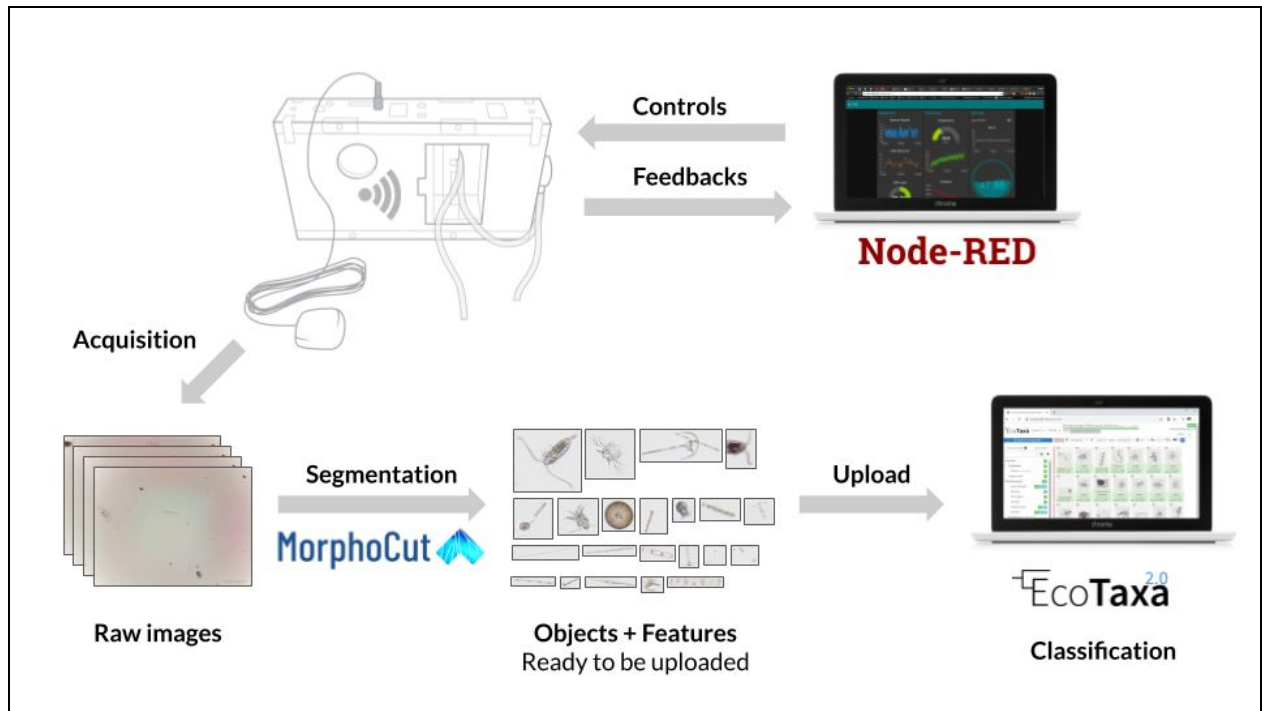 Controls
Feedbacks
Node-RED
Acquisition
Segmentation
MorphoCut
Upload
EcoTaxa 2.0
Raw images
Objects + Features
Ready to be uploaded
Classification